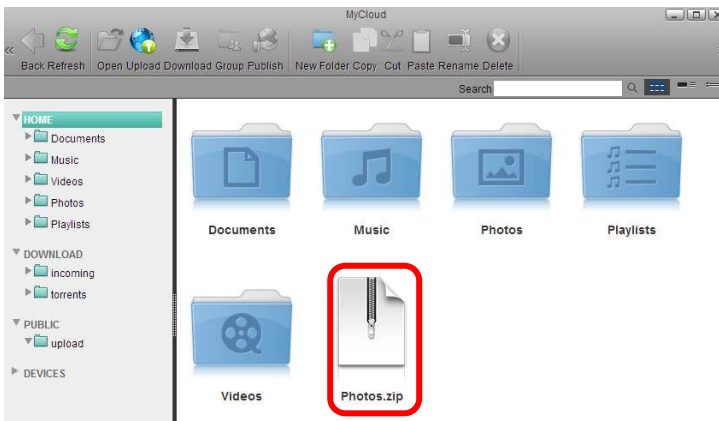 MyCloud
Back Refresh Open Upload Download Group Publish New Folder Copy Cut Paste Rename Delete
Search
HOME
Documents
Music
Videos
Photos
Playlists
DOWNLOAD
incoming
torrents
PUBLIC
upload
DEVICES
Documents Music Photos Playlists
Videos Photos.zip